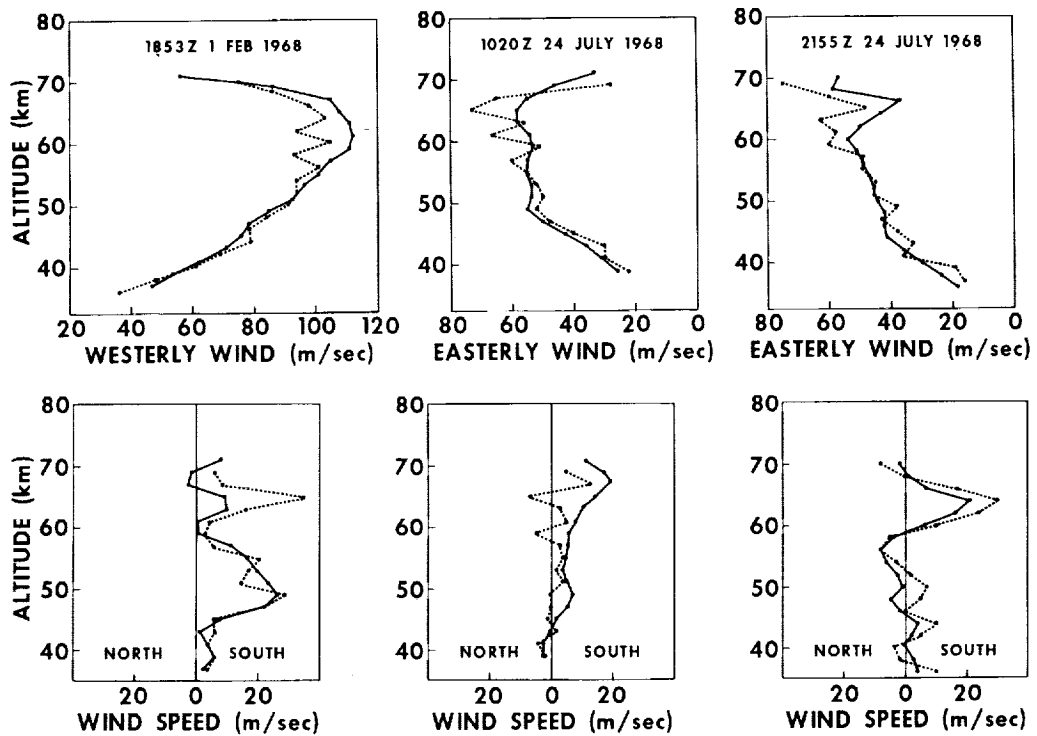 1853Z 1 FEB 1968
80
70
60
50
40
ALTITUDE (km)
20 40 60 80 100 120
WESTERLY WIND (m/sec)
1020Z 24 JULY 1968
80
70
60
50
40
80 60 40 20 0
EASTERLY WIND (m/sec)
2155Z 24 JULY 1968
80
70
60
50
40
80 60 40 20 0
EASTERLY WIND (m/sec)
80
70
60
50
40
ALTITUDE (km)
NORTH SOUTH
20 0 20
WIND SPEED (m/sec)
80
70
60
50
40
NORTH SOUTH
20 0 20
WIND SPEED (m/sec)
80
70
60
50
40
NORTH SOUTH
20 0 20
WIND SPEED (m/sec)